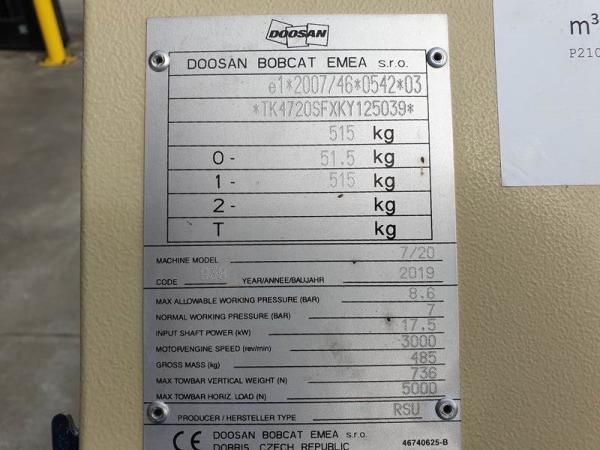 DOOSAN
DOOSAN BOBCAT EMEA s.r.o.
e1*2007/46*0542*03
*TK4720SFXKY125039*
515 kg
0 - 51.5 kg
1 - 515 kg
2 - kg
T kg
MACHINE MODEL 7/20
CODE YEAR/ANNEE/BAUJAHR 2019
MAX ALLOWABLE WORKING PRESSURE (BAR) 8.6
NORMAL WORKING PRESSURE (BAR) 7
INPUT SHAFT POWER (kW) 17.5
MOTOR/ENGINE SPEED (rev/min) 3000
GROSS MASS (kg) 485
MAX TOWBAR VERTICAL WEIGHT (N) 736
MAX TOWBAR HORIZ. LOAD (N) 5000
PRODUCER / HERSTELLER TYPE RSU
CE DOOSAN BOBCAT EMEA s.r.o. 46740625-B
DOBRIS, CZECH REPUBLIC
m³
P210